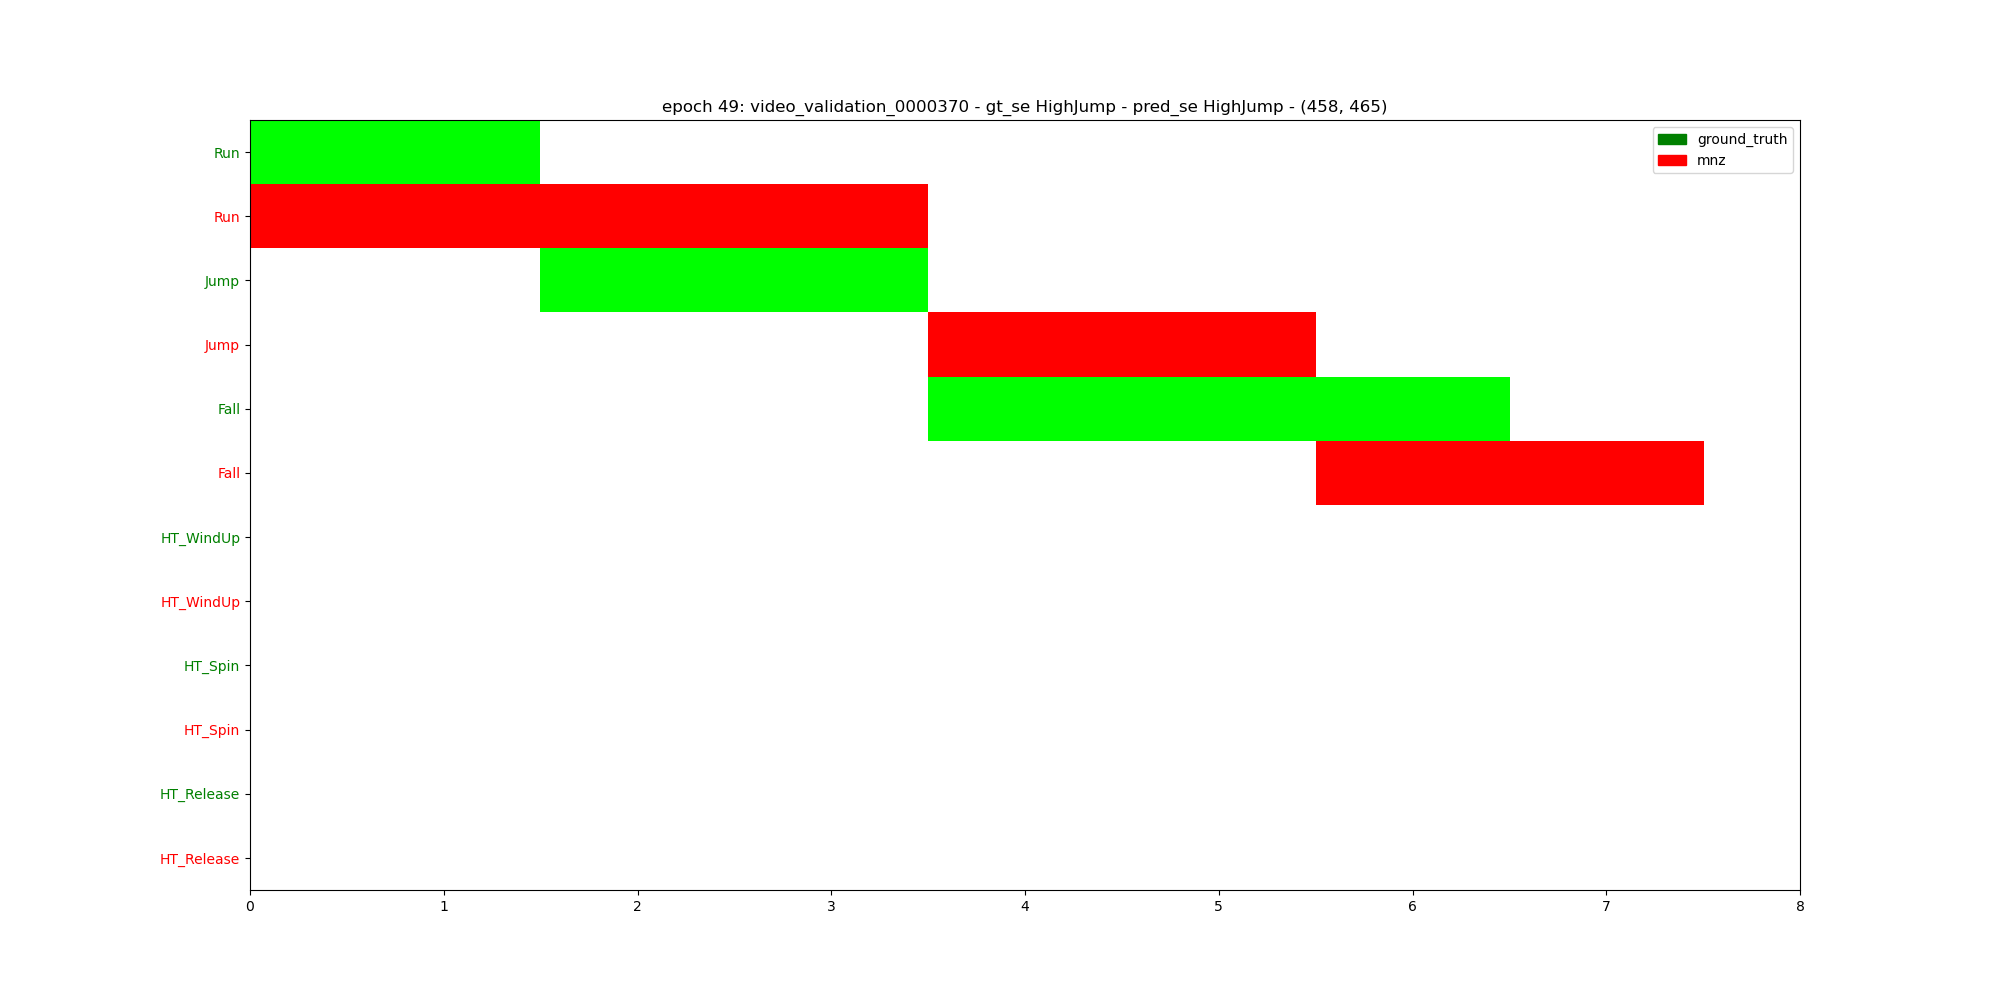 epoch 49: video_validation_0000370 - gt_se HighJump - pred_se HighJump - (458, 465)
ground_truth
mnz
Run
Run
Jump
Jump
Fall
Fall
HT_WindUp
HT_WindUp
HT_Spin
HT_Spin
HT_Release
HT_Release
0 1 2 3 4 5 6 7 8